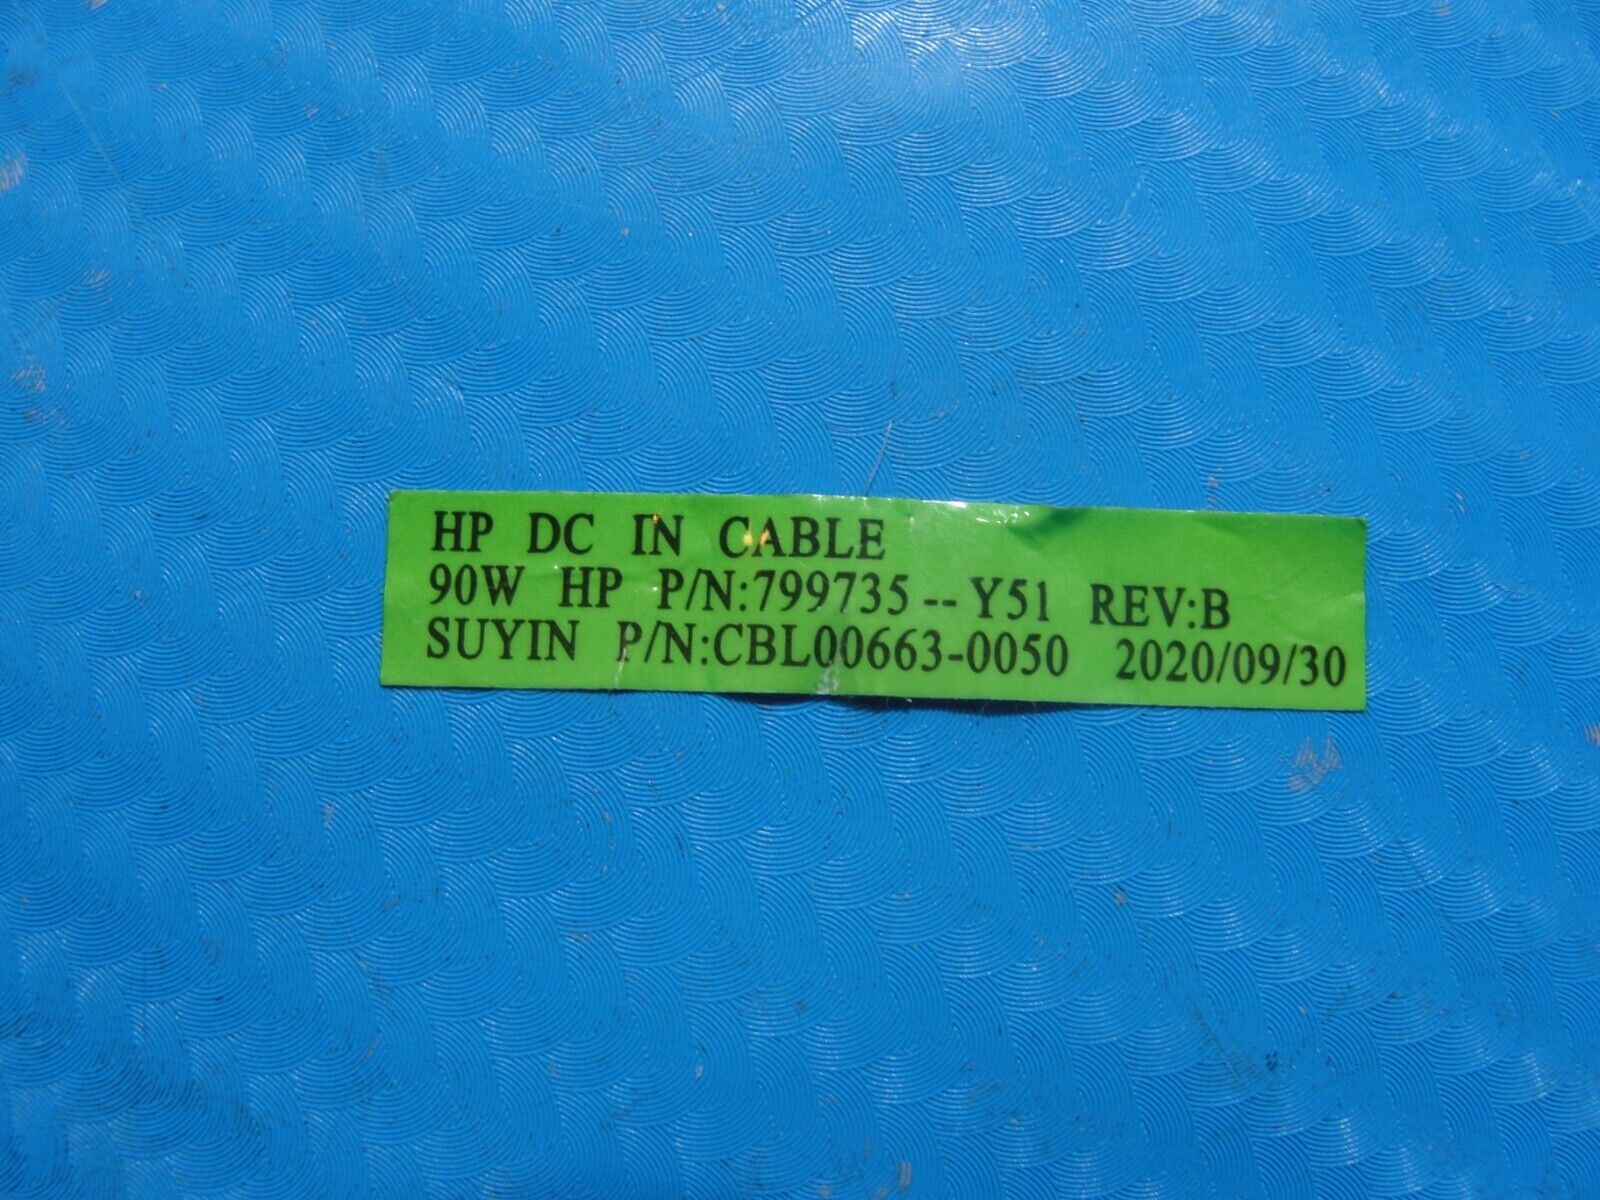 HP DC IN CABLE
90W HP P/N:799735--Y51 REV:B
SUYIN P/N:CBL00663-0050 2020/09/30